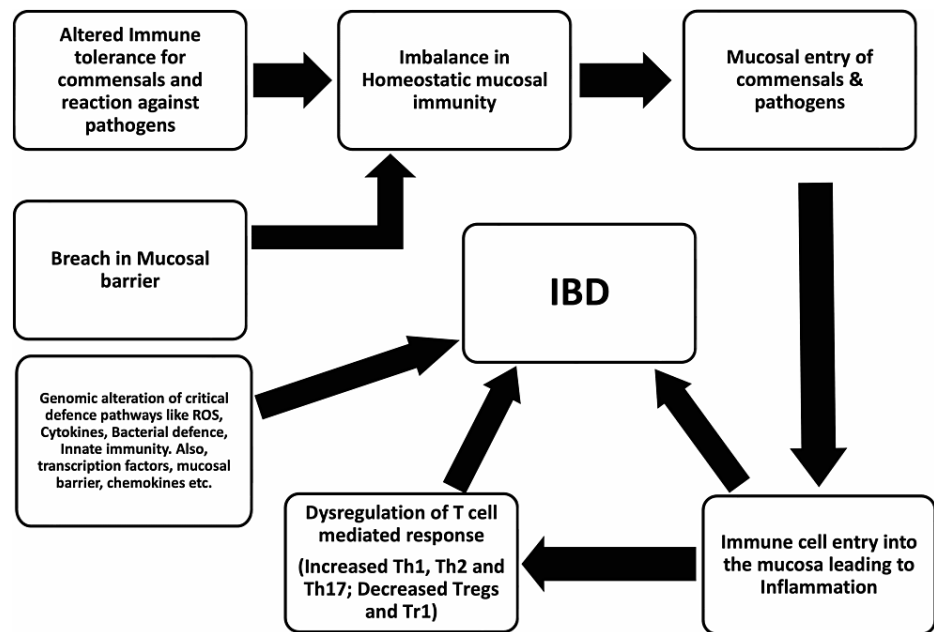 Altered Immune
tolerance for
commensals and
reaction against
pathogens
Imbalance in
Homeostatic mucosal
immunity
Mucosal entry of
commensals &
pathogens
Breach in Mucosal
barrier
IBD
Genomic alteration of critical
defence pathways like ROS,
Cytokines, Bacterial defence,
Innate immunity. Also,
transcription factors, mucosal
barrier, chemokines etc.
Dysregulation of T cell
mediated response
(Increased Th1, Th2 and
Th17; Decreased Tregs
and Tr1)
Immune cell entry into
the mucosa leading to
Inflammation